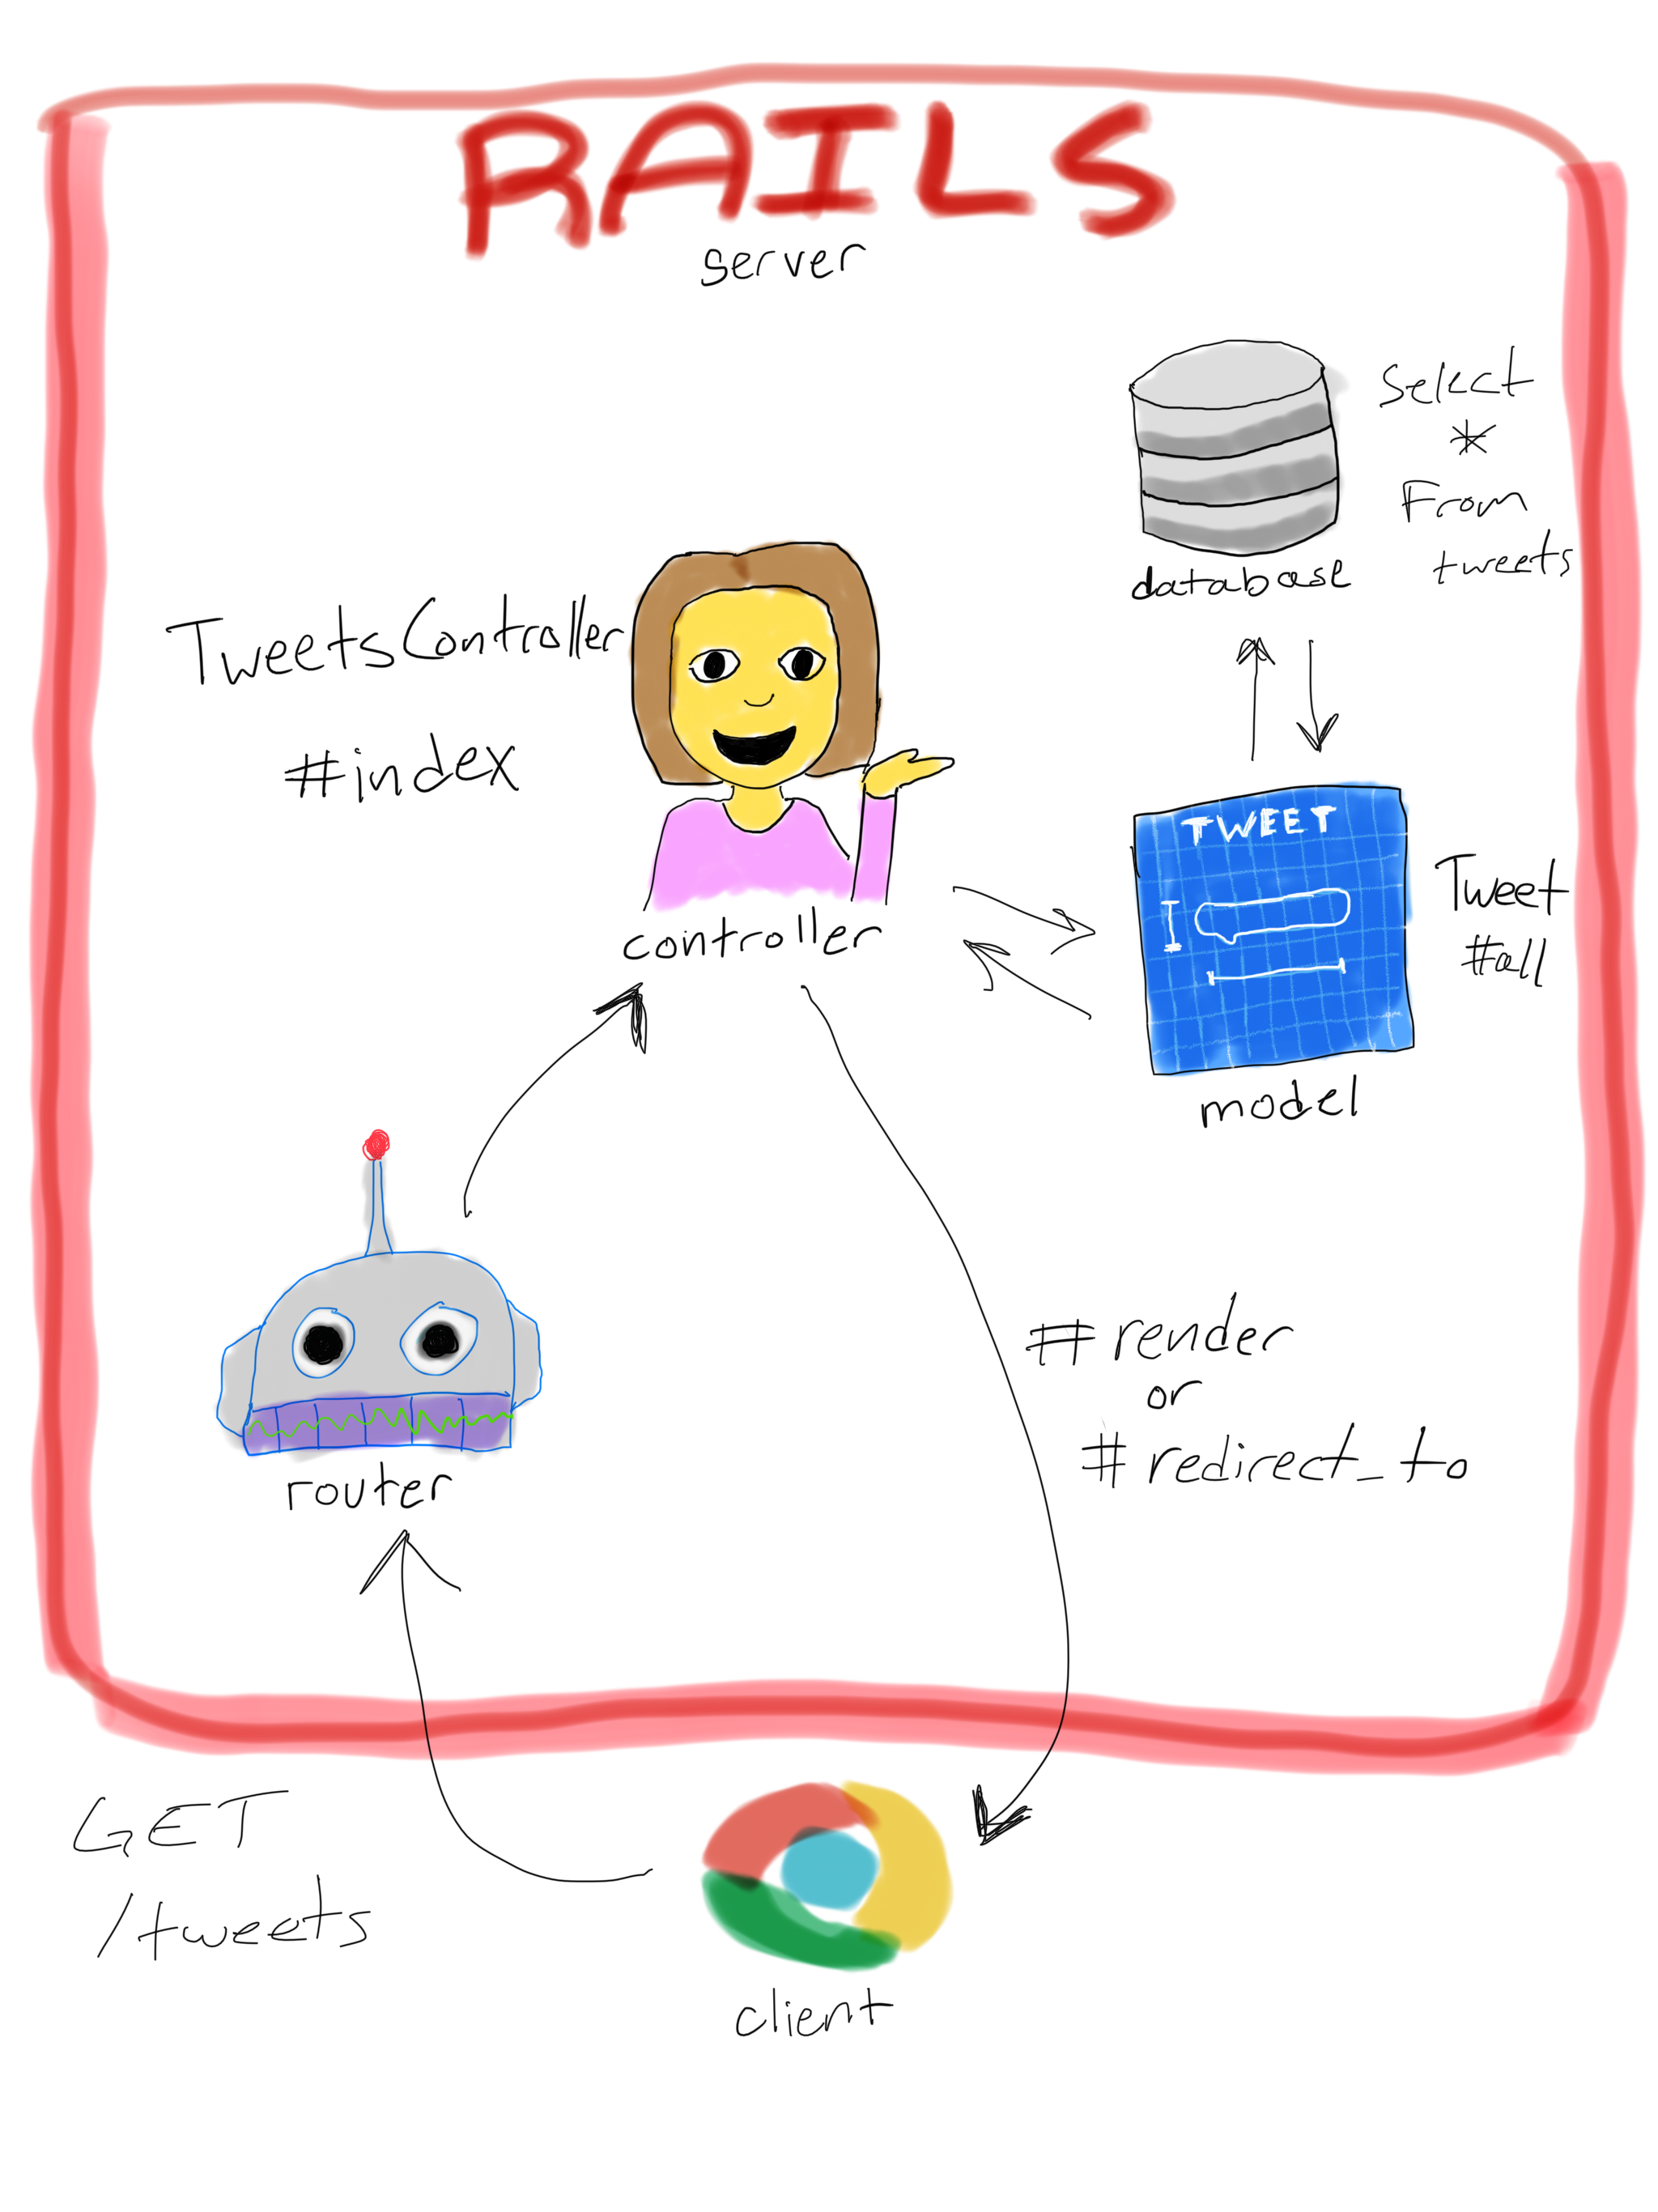 RAILS
server
Select
*
From
tweets
database
TweetsController
#index
controller
TWEET
Tweet
#all
model
router
#render
or
#redirect_to
GET
/tweets
client